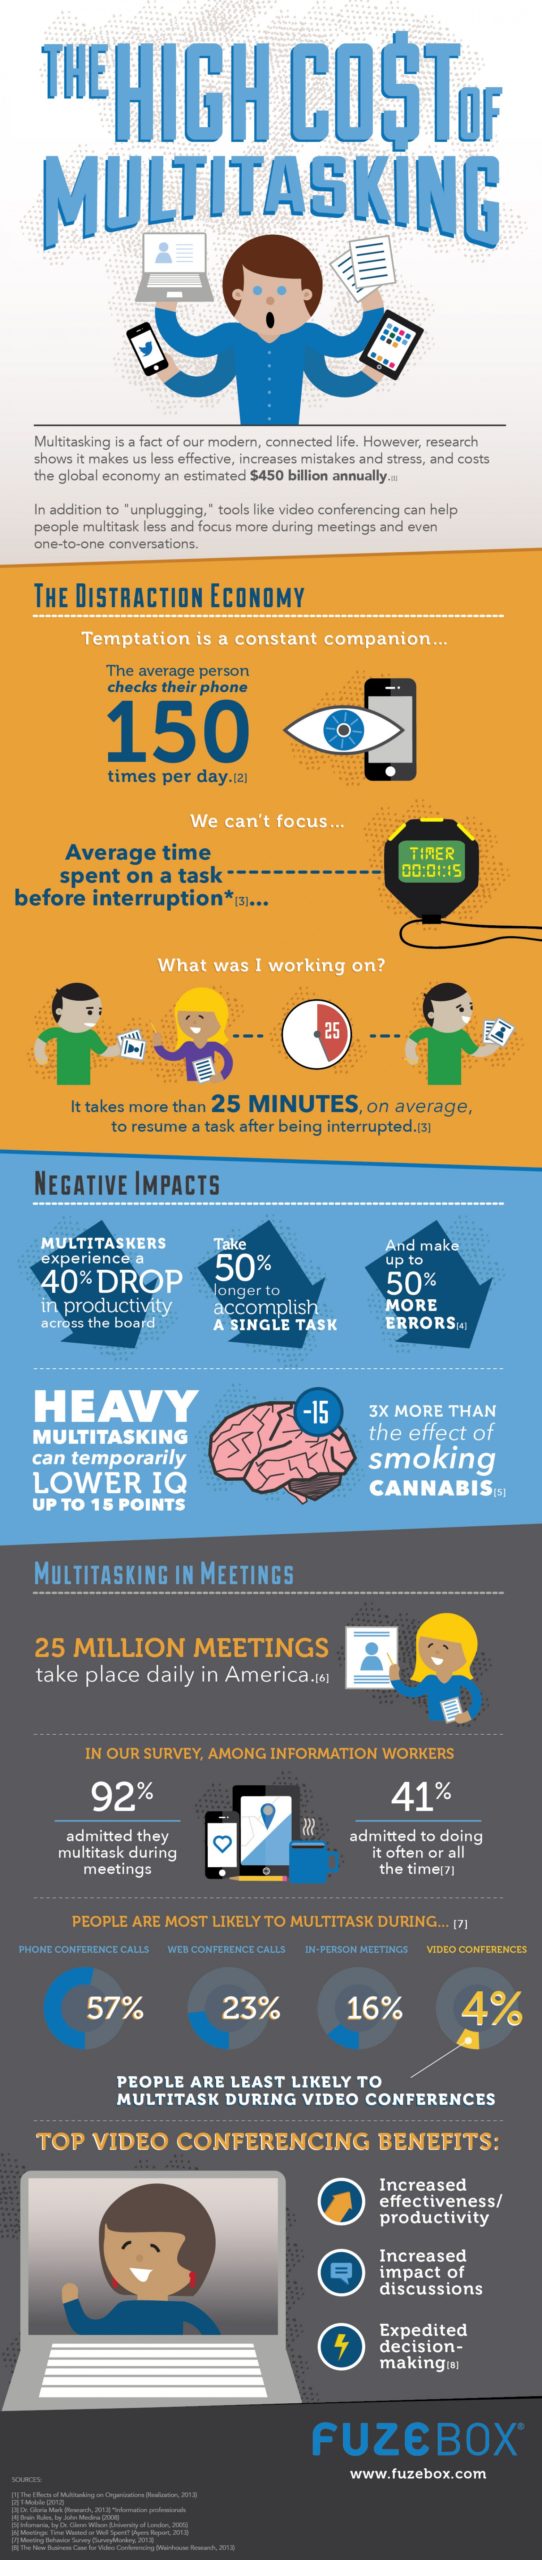 THE HIGH CO$T OF
MULTITASKING
Multitasking is a fact of our modern, connected life. However, research
shows it makes us less effective, increases mistakes and stress, and costs
the global economy an estimated $450 billion annually.[1]
In addition to "unplugging," tools like video conferencing can help
people multitask less and focus more during meetings and even
one-to-one conversations.
THE DISTRACTION ECONOMY
Temptation is a constant companion...
The average person
checks their phone
150
times per day.[2]
We can't focus...
Average time
spent on a task
before interruption*[3]...
TIMER
00:01:15
What was I working on?
25
It takes more than 25 MINUTES, on average,
to resume a task after being interrupted.[3]
NEGATIVE IMPACTS
MULTITASKERS
experience a
40% DROP
in productivity
across the board
Take
50%
longer to
accomplish
A SINGLE TASK
And make
up to
50%
MORE
ERRORS[4]
HEAVY
MULTITASKING
can temporarily
LOWER IQ
UP TO 15 POINTS
-15
3X MORE THAN
the effect of
smoking
CANNABIS[5]
MULTITASKING IN MEETINGS
25 MILLION MEETINGS
take place daily in America.[6]
IN OUR SURVEY, AMONG INFORMATION WORKERS
92%
admitted they
multitask during
meetings
41%
admitted to doing
it often or all
the time[7]
PEOPLE ARE MOST LIKELY TO MULTITASK DURING... [7]
PHONE CONFERENCE CALLS
57%
WEB CONFERENCE CALLS
23%
IN-PERSON MEETINGS
16%
VIDEO CONFERENCES
4%
PEOPLE ARE LEAST LIKELY TO
MULTITASK DURING VIDEO CONFERENCES
TOP VIDEO CONFERENCING BENEFITS:
Increased
effectiveness/
productivity
Increased
impact of
discussions
Expedited
decision-
making[8]
FUZEBOX®
www.fuzebox.com
SOURCES:
[1] The Effects of Multitasking on Organizations (Realization, 2013)
[2] T-Mobile (2012)
[3] Dr. Gloria Mark (Research, 2013) *Information professionals
[4] Brain Rules, by John Medina (2008)
[5] Infomania, by Dr. Glenn Wilson (University of London, 2005)
[6] Meetings: Time Wasted or Well Spent? (Ayers Report, 2013)
[7] Meeting Behavior Survey (SurveyMonkey, 2013)
[8] The New Business Case for Video Conferencing (Wainhouse Research, 2013)